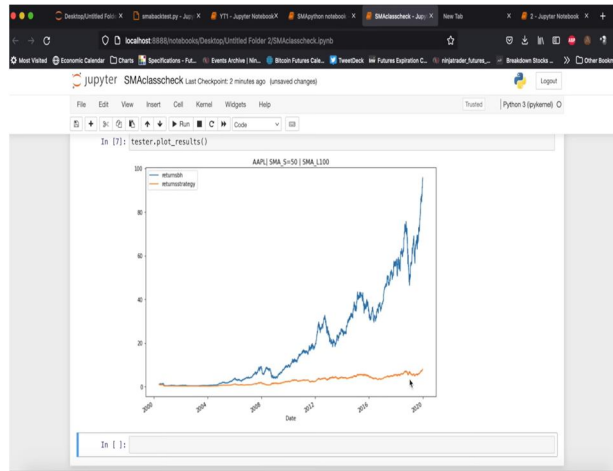 Desktop/Untitled Fold
smabacktest.py - Jupy
YT1 - Jupyter Notebook
SMApython notebook
SMAclasscheck - Jup
New Tab
2 - Jupyter Notebook
localhost:8888/notebooks/Desktop/Untitled Folder 2/SMAclasscheck.ipynb
Most Visited Economic Calendar Charts Specifications - Fut... Events Archive | Nin... Bitcoin Futures Cale... TweetDeck Futures Expiration C... ninjatrader_futures_... Breakdown Stocks ... Other Bookm
jupyter SMAclasscheck Last Checkpoint: 2 minutes ago (unsaved changes)
Logout
File Edit View Insert Cell Kernel Widgets Help
Trusted Python 3 (ipykernel)
Run Code
In [7]: tester.plot_results()
AAPL| SMA_S=50 | SMA_L100
returnsbh
returnsstrategy
100
80
60
40
20
0
2000 2004 2008 2012 2016 2020
Date
In [ ]: